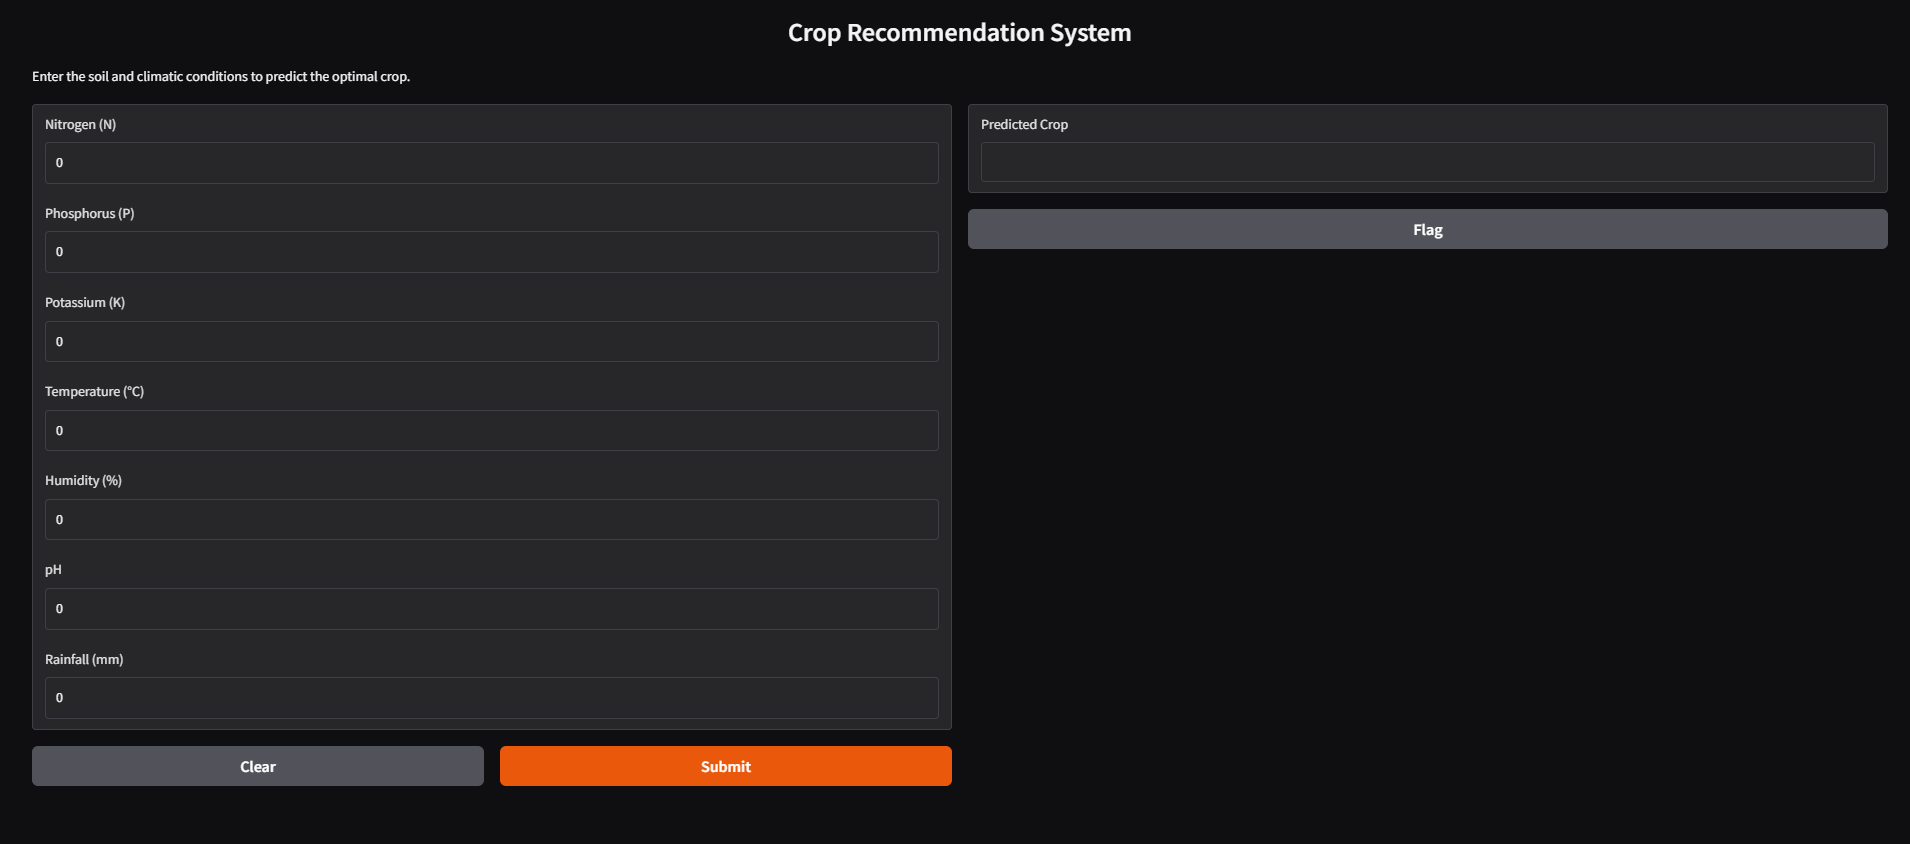 Crop Recommendation System
Enter the soil and climatic conditions to predict the optimal crop.
Nitrogen (N)
0
Phosphorus (P)
0
Potassium (K)
0
Temperature (°C)
0
Humidity (%)
0
pH
0
Rainfall (mm)
0
Clear
Submit
Predicted Crop
Flag